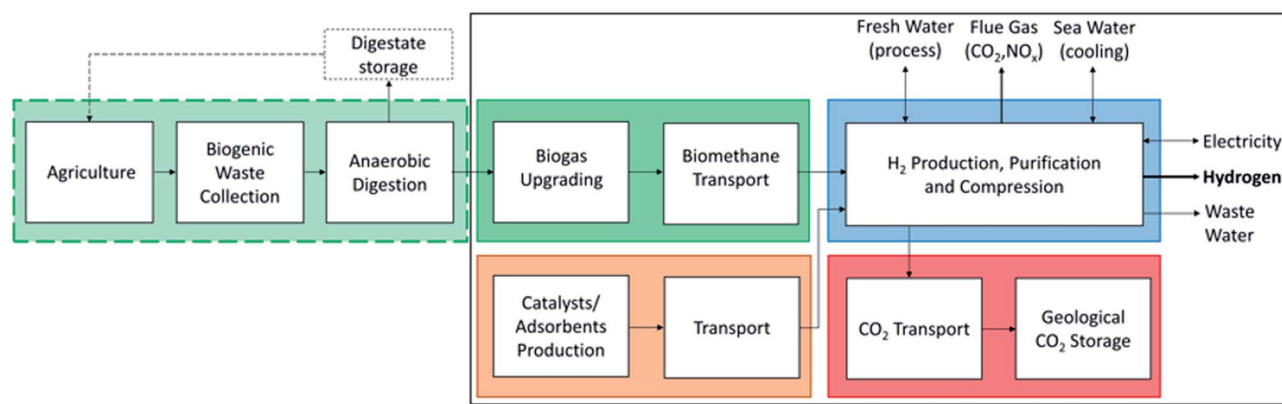 Digestate
storage
Fresh Water
(process)
Flue Gas
(CO₂,NOₓ)
Sea Water
(cooling)
Agriculture
Biogenic
Waste
Collection
Anaerobic
Digestion
Biogas
Upgrading
Biomethane
Transport
H₂ Production, Purification
and Compression
Electricity
Hydrogen
Waste
Water
Catalysts/
Adsorbents
Production
Transport
CO₂ Transport
Geological
CO₂ Storage